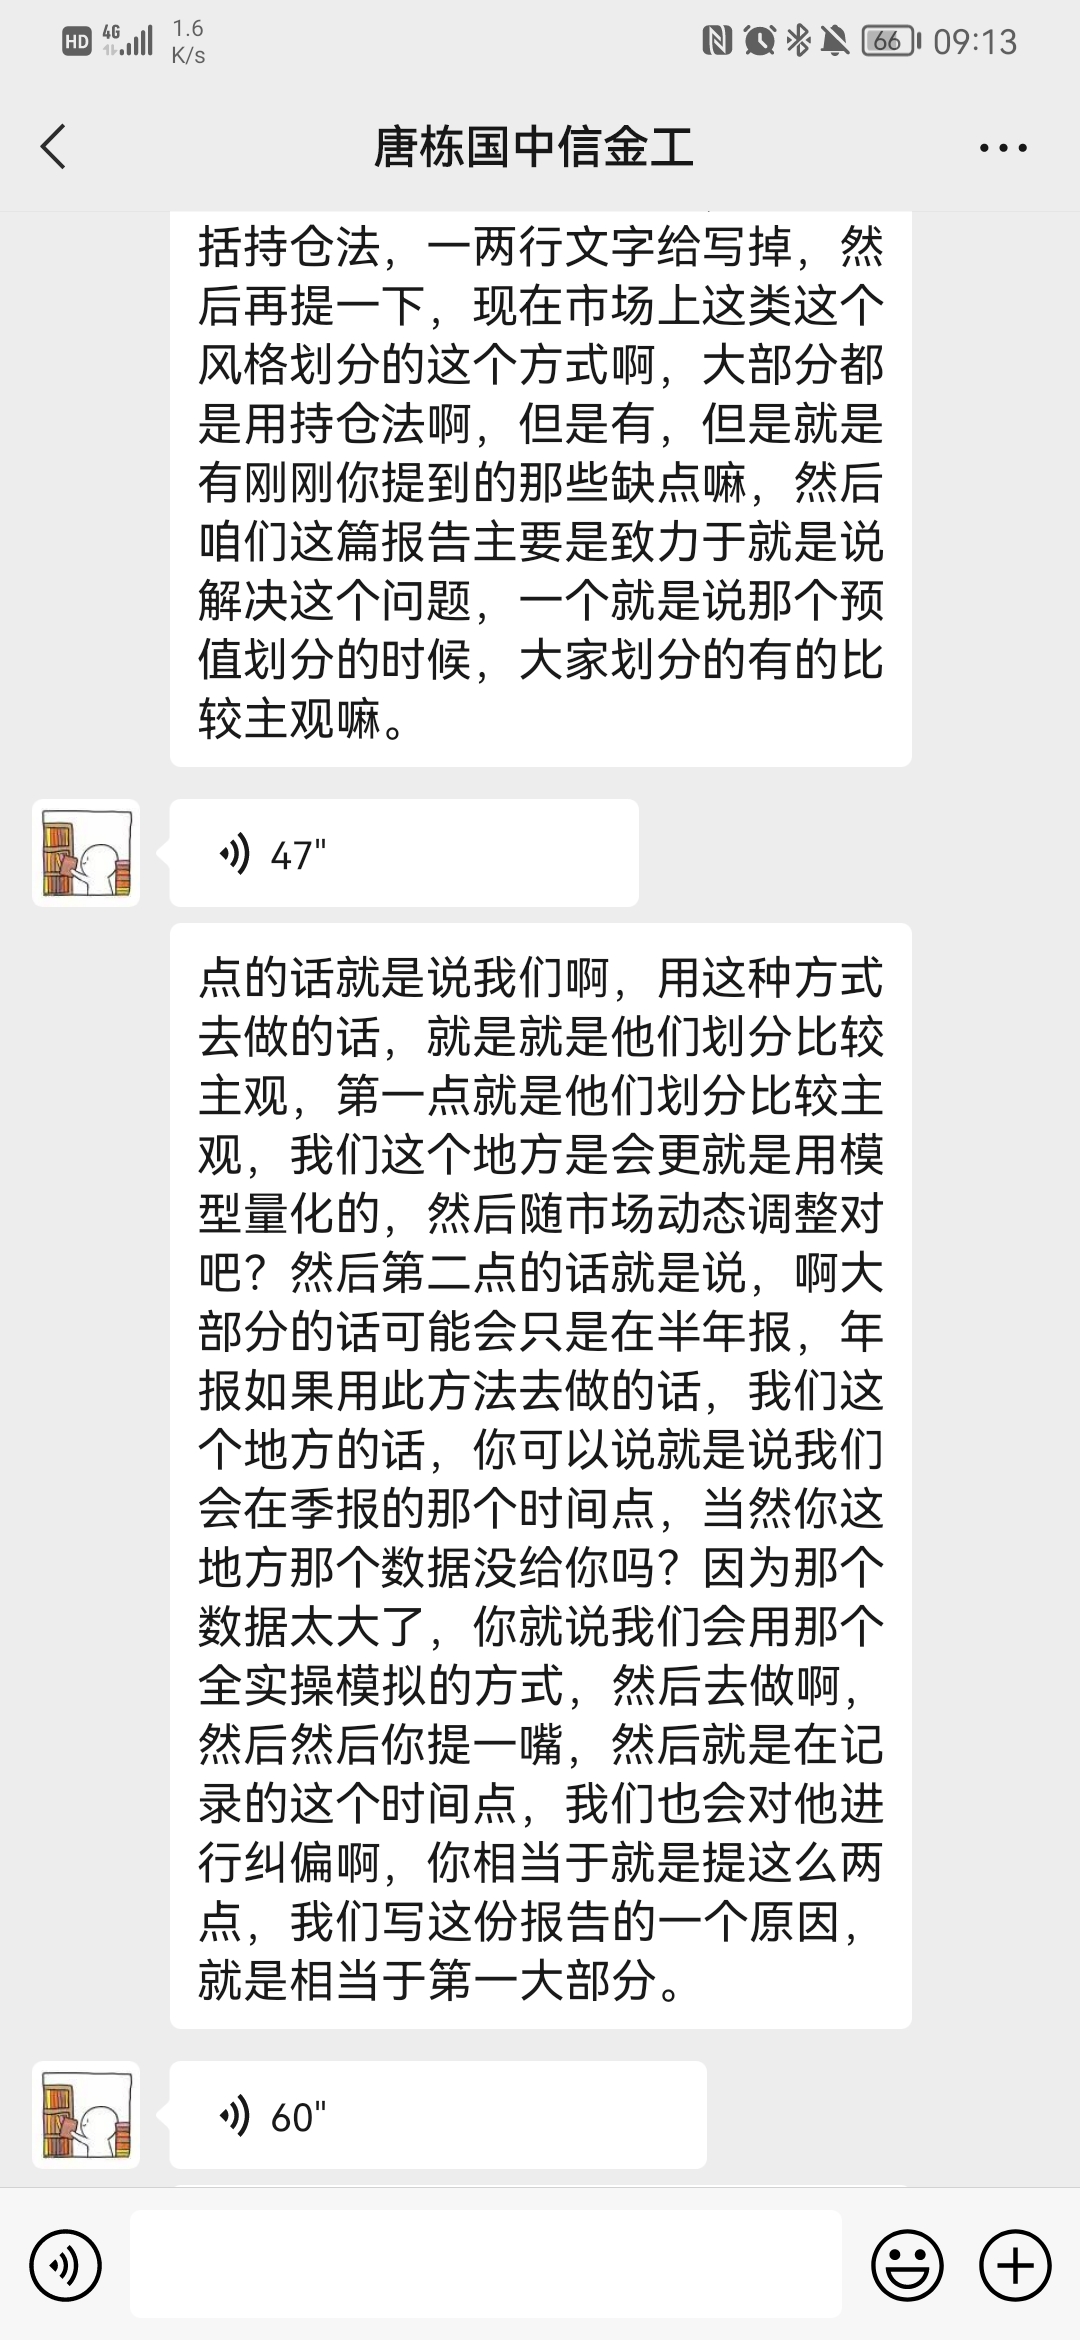 HD 4G 1.6 K/s 66 09:13
唐栋国中信金工
括持仓法，一两行文字给写掉，然
后再提一下，现在市场上这类这个
风格划分的这个方式啊，大部分都
是用持仓法啊，但是有，但是就是
有刚刚你提到的那些缺点嘛，然后
咱们这篇报告主要是致力于就是说
解决这个问题，一个就是说那个预
值划分的时候，大家划分的有的比
较主观嘛。
47"
点的话就是说我们啊，用这种方式
去做的话，就是就是他们划分比较
主观，第一点就是他们划分比较主
观，我们这个地方是会更就是用模
型量化的，然后随市场动态调整对
吧？然后第二点的话就是说，啊大
部分的话可能会只是在半年报，年
报如果用此方法去做的话，我们这
个地方的话，你可以说就是说我们
会在季报的那个时间点，当然你这
地方那个数据没给你吗？因为那个
数据太大了，你就说我们会用那个
全实操模拟的方式，然后去做啊，
然后然后你提一嘴，然后就是在记
录的这个时间点，我们也会对他进
行纠偏啊，你相当于就是提这么两
点，我们写这份报告的一个原因，
就是相当于第一大部分。
60"